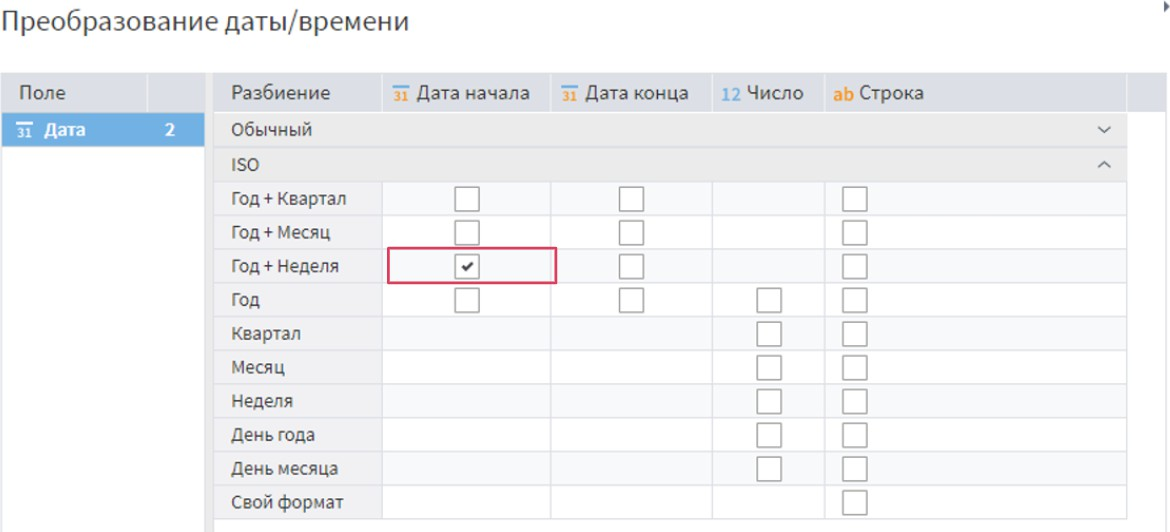 Преобразование даты/времени
Поле Разбиение 31 Дата начала 31 Дата конца 12 Число ab Строка
31 Дата 2 Обычный
ISO
Год + Квартал
Год + Месяц
Год + Неделя
Год
Квартал
Месяц
Неделя
День года
День месяца
Свой формат